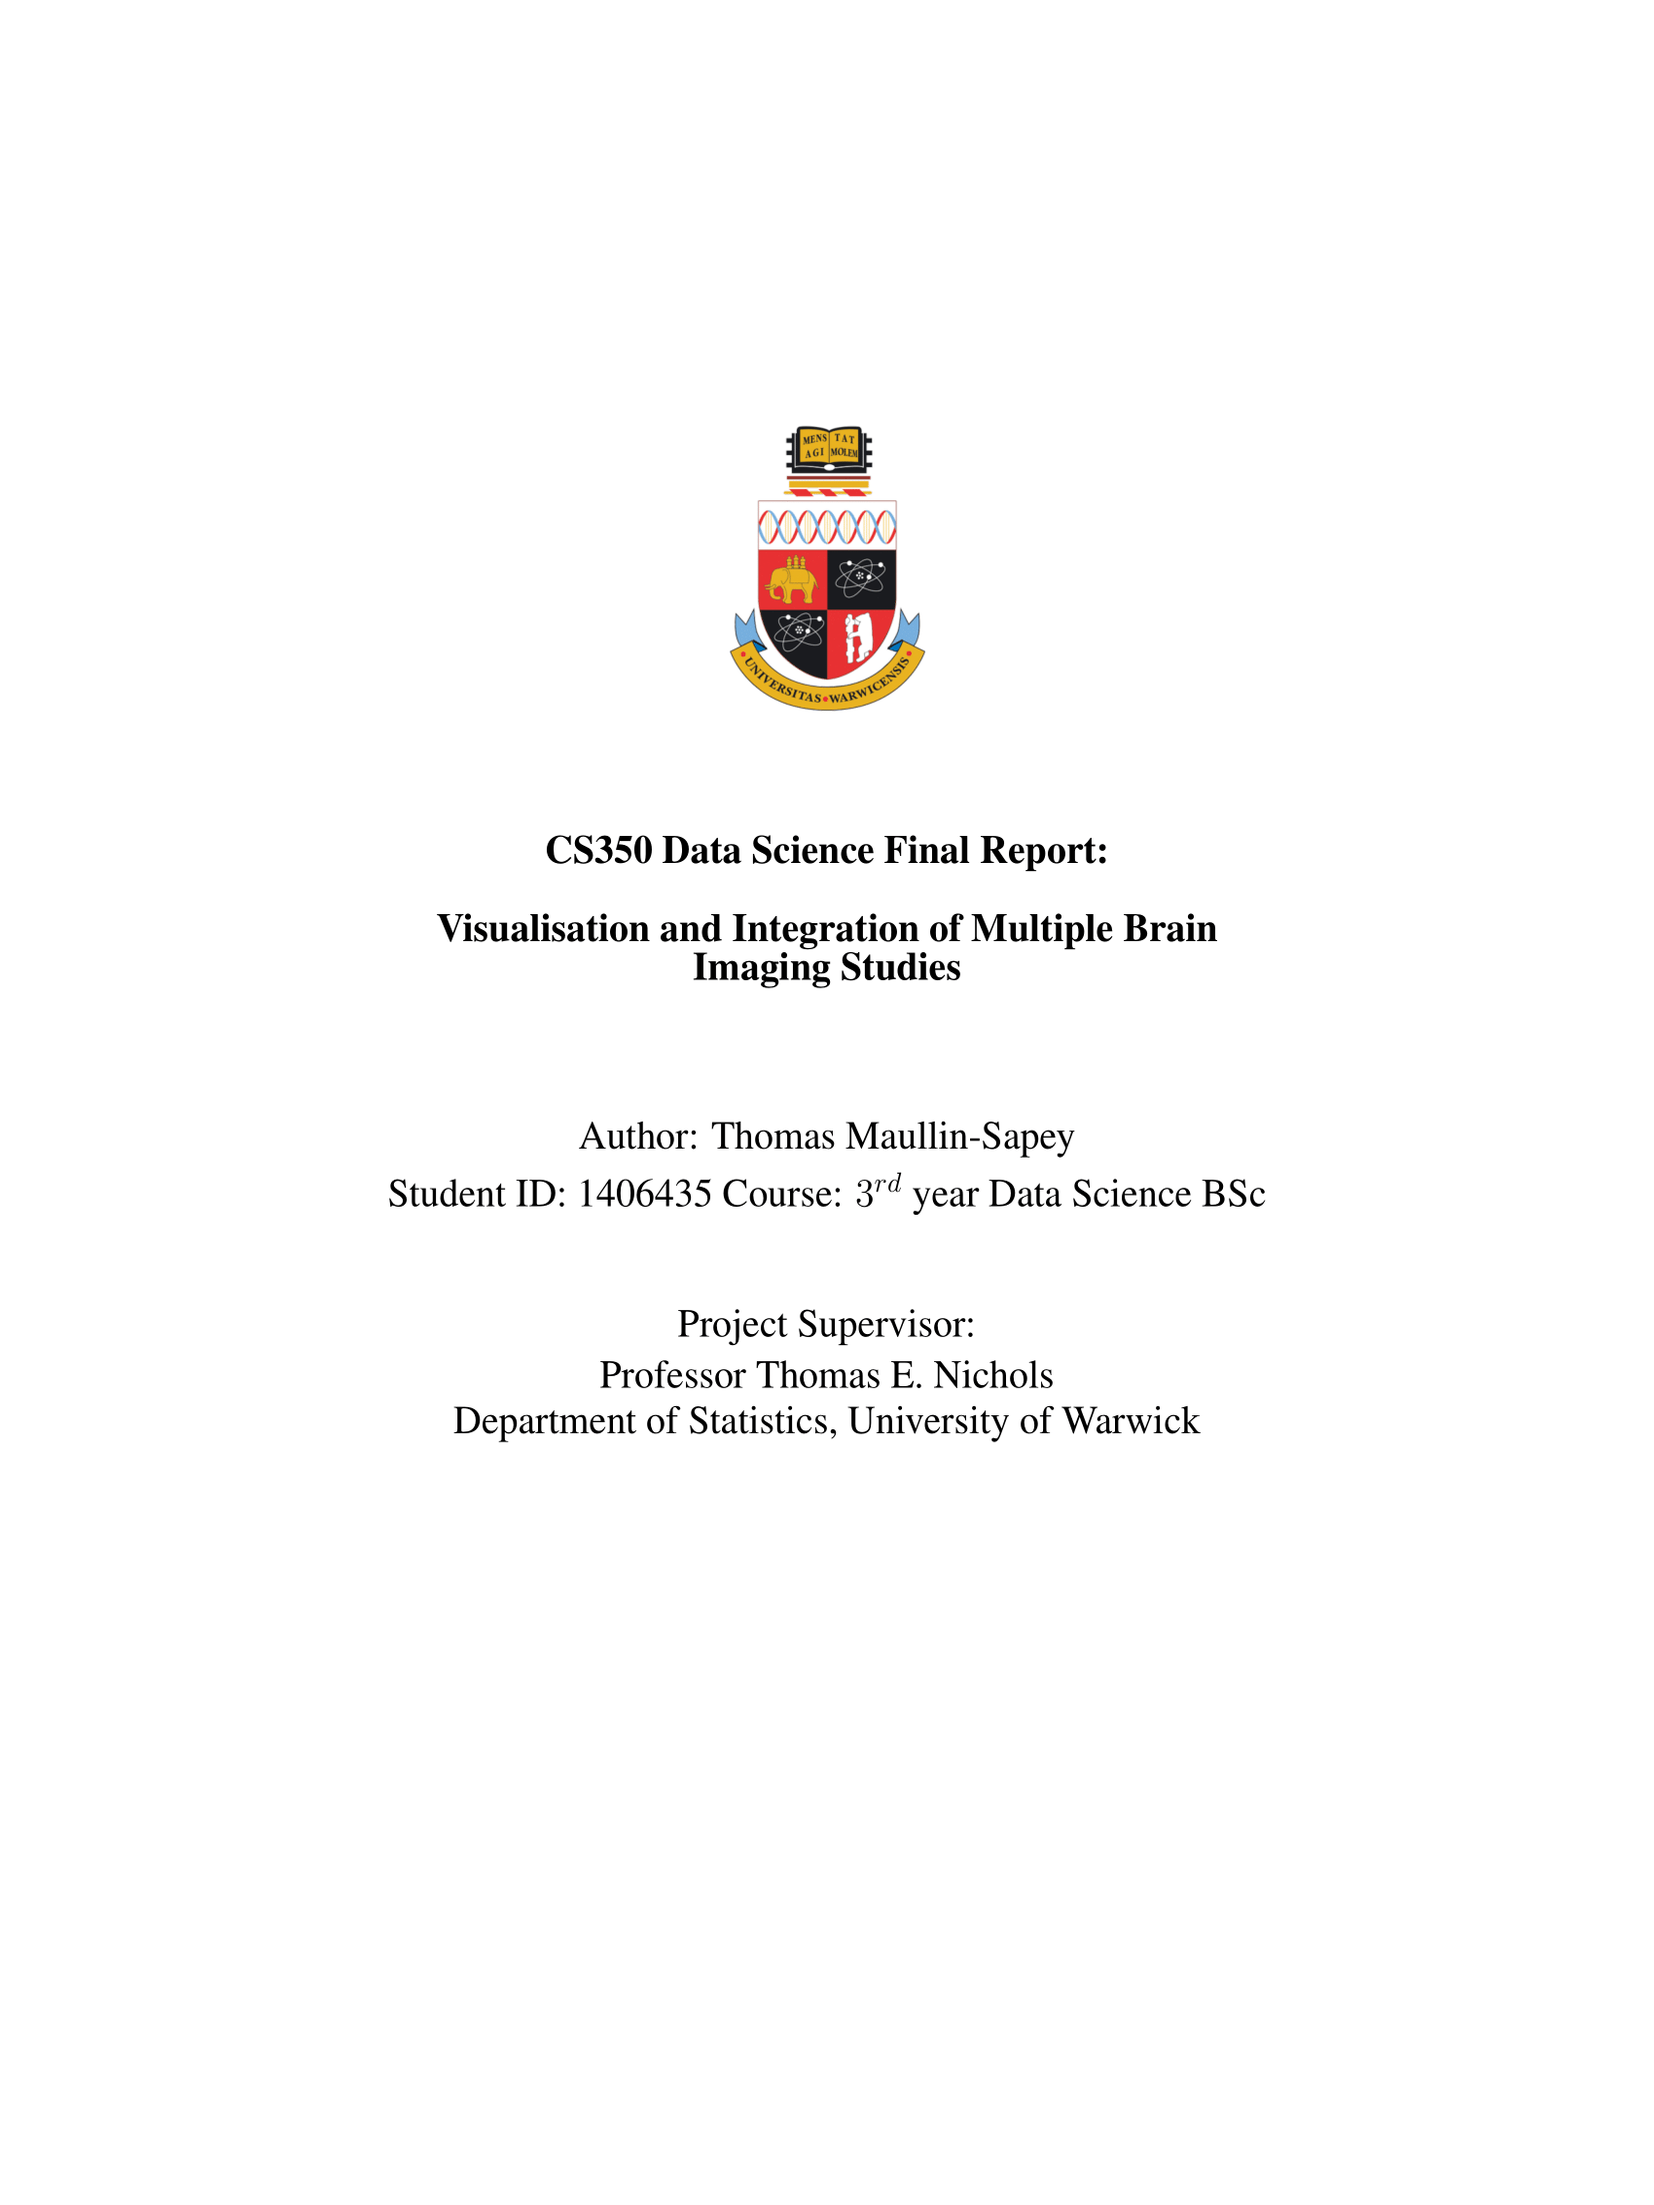 MENS TAT
AGI MOLEM
UNIVERSITAS WARWICENSIS
CS350 Data Science Final Report:
Visualisation and Integration of Multiple Brain
Imaging Studies
Author: Thomas Maullin-Sapey
Student ID: 1406435 Course: 3rd year Data Science BSc
Project Supervisor:
Professor Thomas E. Nichols
Department of Statistics, University of Warwick